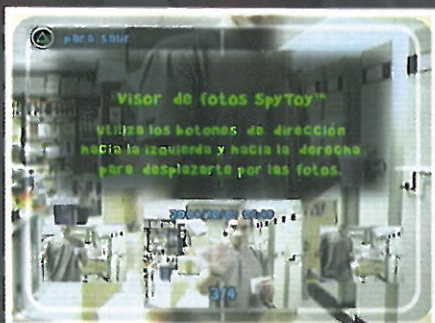 para salir
Visor de fotos SpyToy™
Utiliza los botones de dirección
hacia la izquierda y hacia la derecha
para desplazarte por las fotos.
3/4